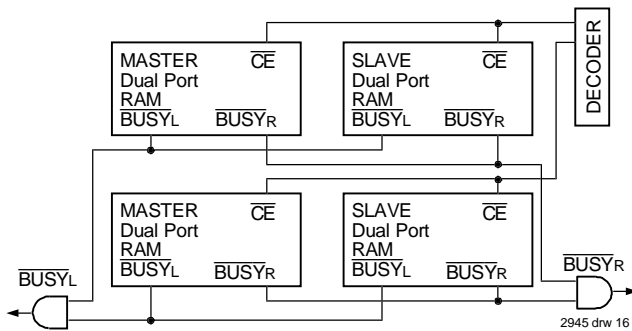 MASTER
Dual Port
RAM
CE
BUSYL
BUSYR
SLAVE
Dual Port
RAM
CE
BUSYL
BUSYR
DECODER
MASTER
Dual Port
RAM
CE
BUSYL
BUSYR
SLAVE
Dual Port
RAM
CE
BUSYL
BUSYR
BUSYL
BUSYR
2945 drw 16